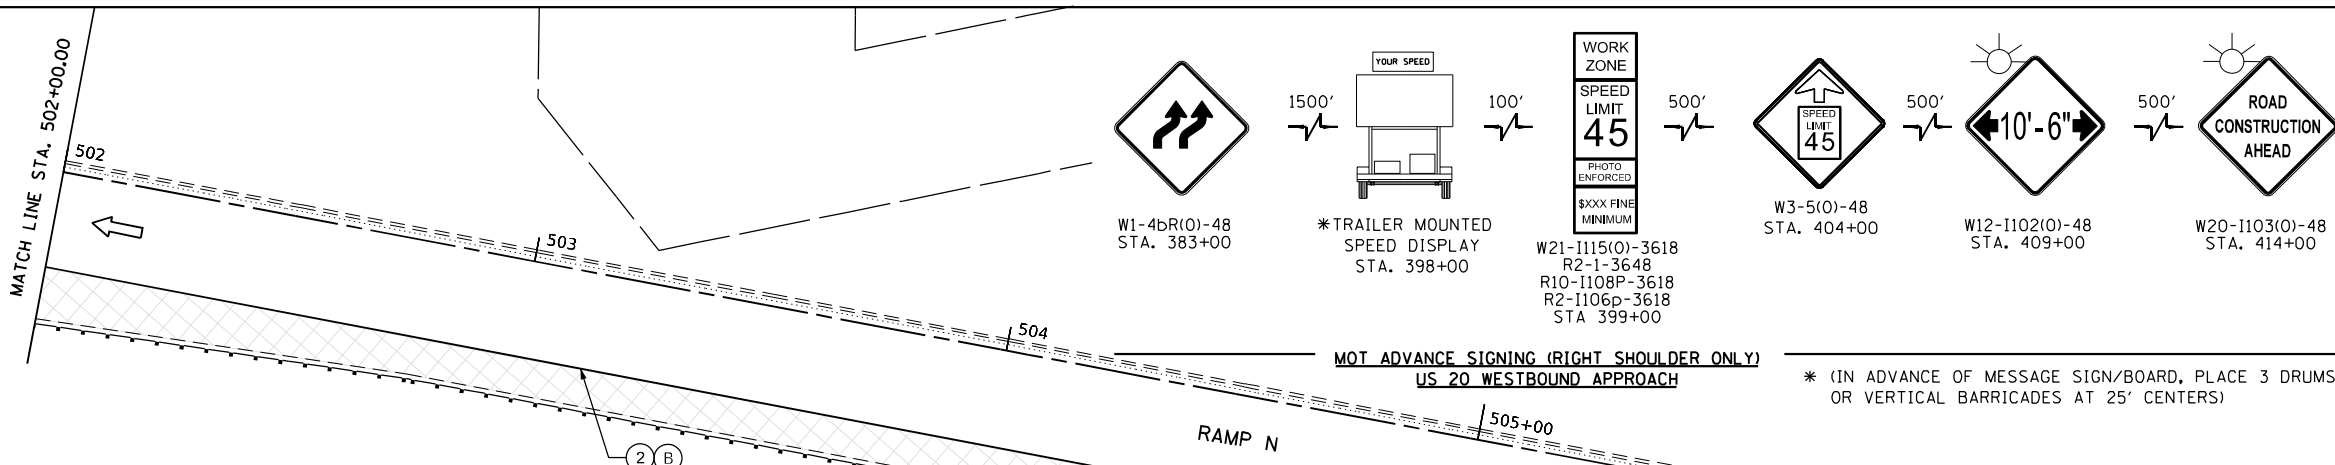 MATCH LINE STA. 502+00.00
502
503
504
505+00
RAMP N
2 B
W1-4bR(O)-48
STA. 383+00
1500'
YOUR SPEED
*TRAILER MOUNTED
SPEED DISPLAY
STA. 398+00
100'
WORK
ZONE
SPEED
LIMIT
45
PHOTO
ENFORCED
$XXX FINE
MINIMUM
W21-I115(O)-3618
R2-1-3648
R10-I108P-3618
R2-I106p-3618
STA 399+00
500'
SPEED
LIMIT
45
W3-5(O)-48
STA. 404+00
500'
10'-6"
W12-I102(O)-48
STA. 409+00
500'
ROAD
CONSTRUCTION
AHEAD
W20-I103(O)-48
STA. 414+00
MOT ADVANCE SIGNING (RIGHT SHOULDER ONLY)
US 20 WESTBOUND APPROACH
* (IN ADVANCE OF MESSAGE SIGN/BOARD, PLACE 3 DRUMS
OR VERTICAL BARRICADES AT 25' CENTERS)